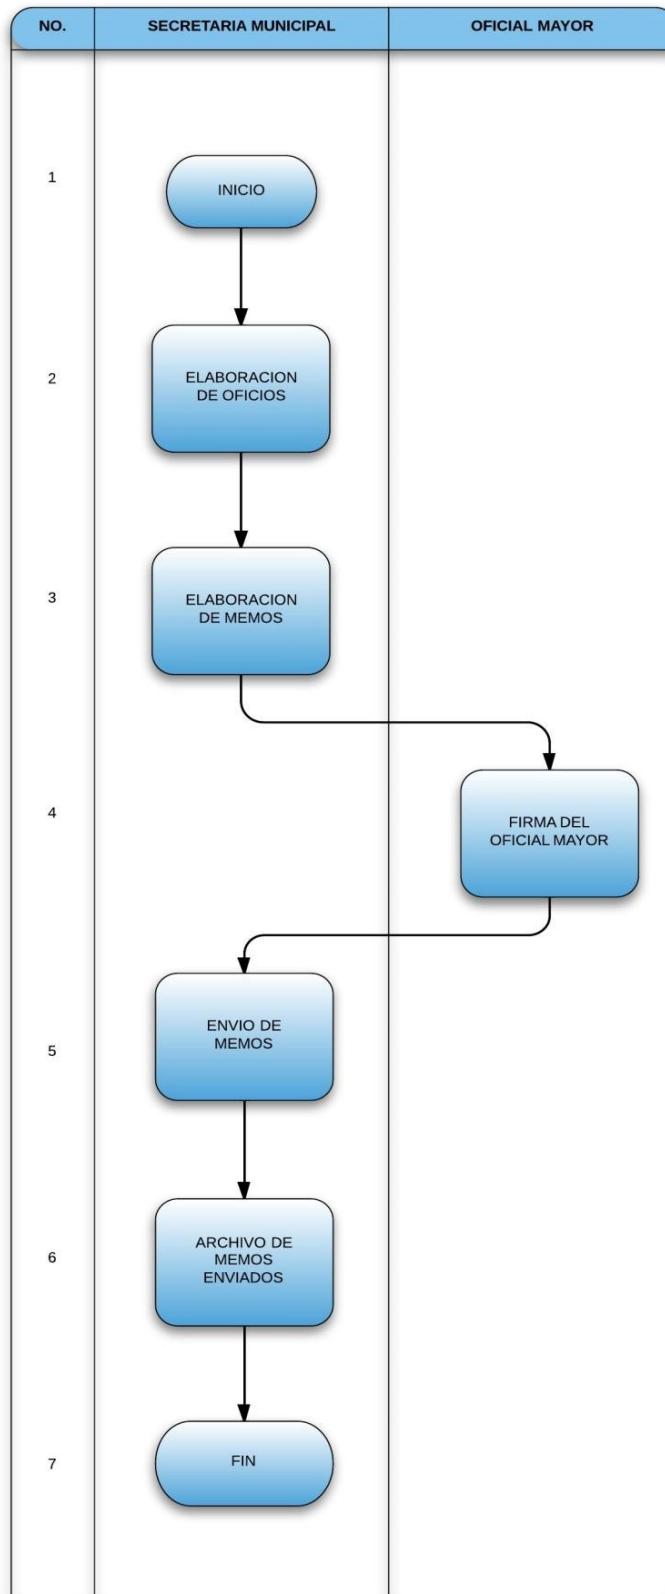 NO. SECRETARIA MUNICIPAL OFICIAL MAYOR
1
INICIO
2
ELABORACION
DE OFICIOS
3
ELABORACION
DE MEMOS
4
FIRMA DEL
OFICIAL MAYOR
5
ENVIO DE
MEMOS
6
ARCHIVO DE
MEMOS
ENVIADOS
7
FIN